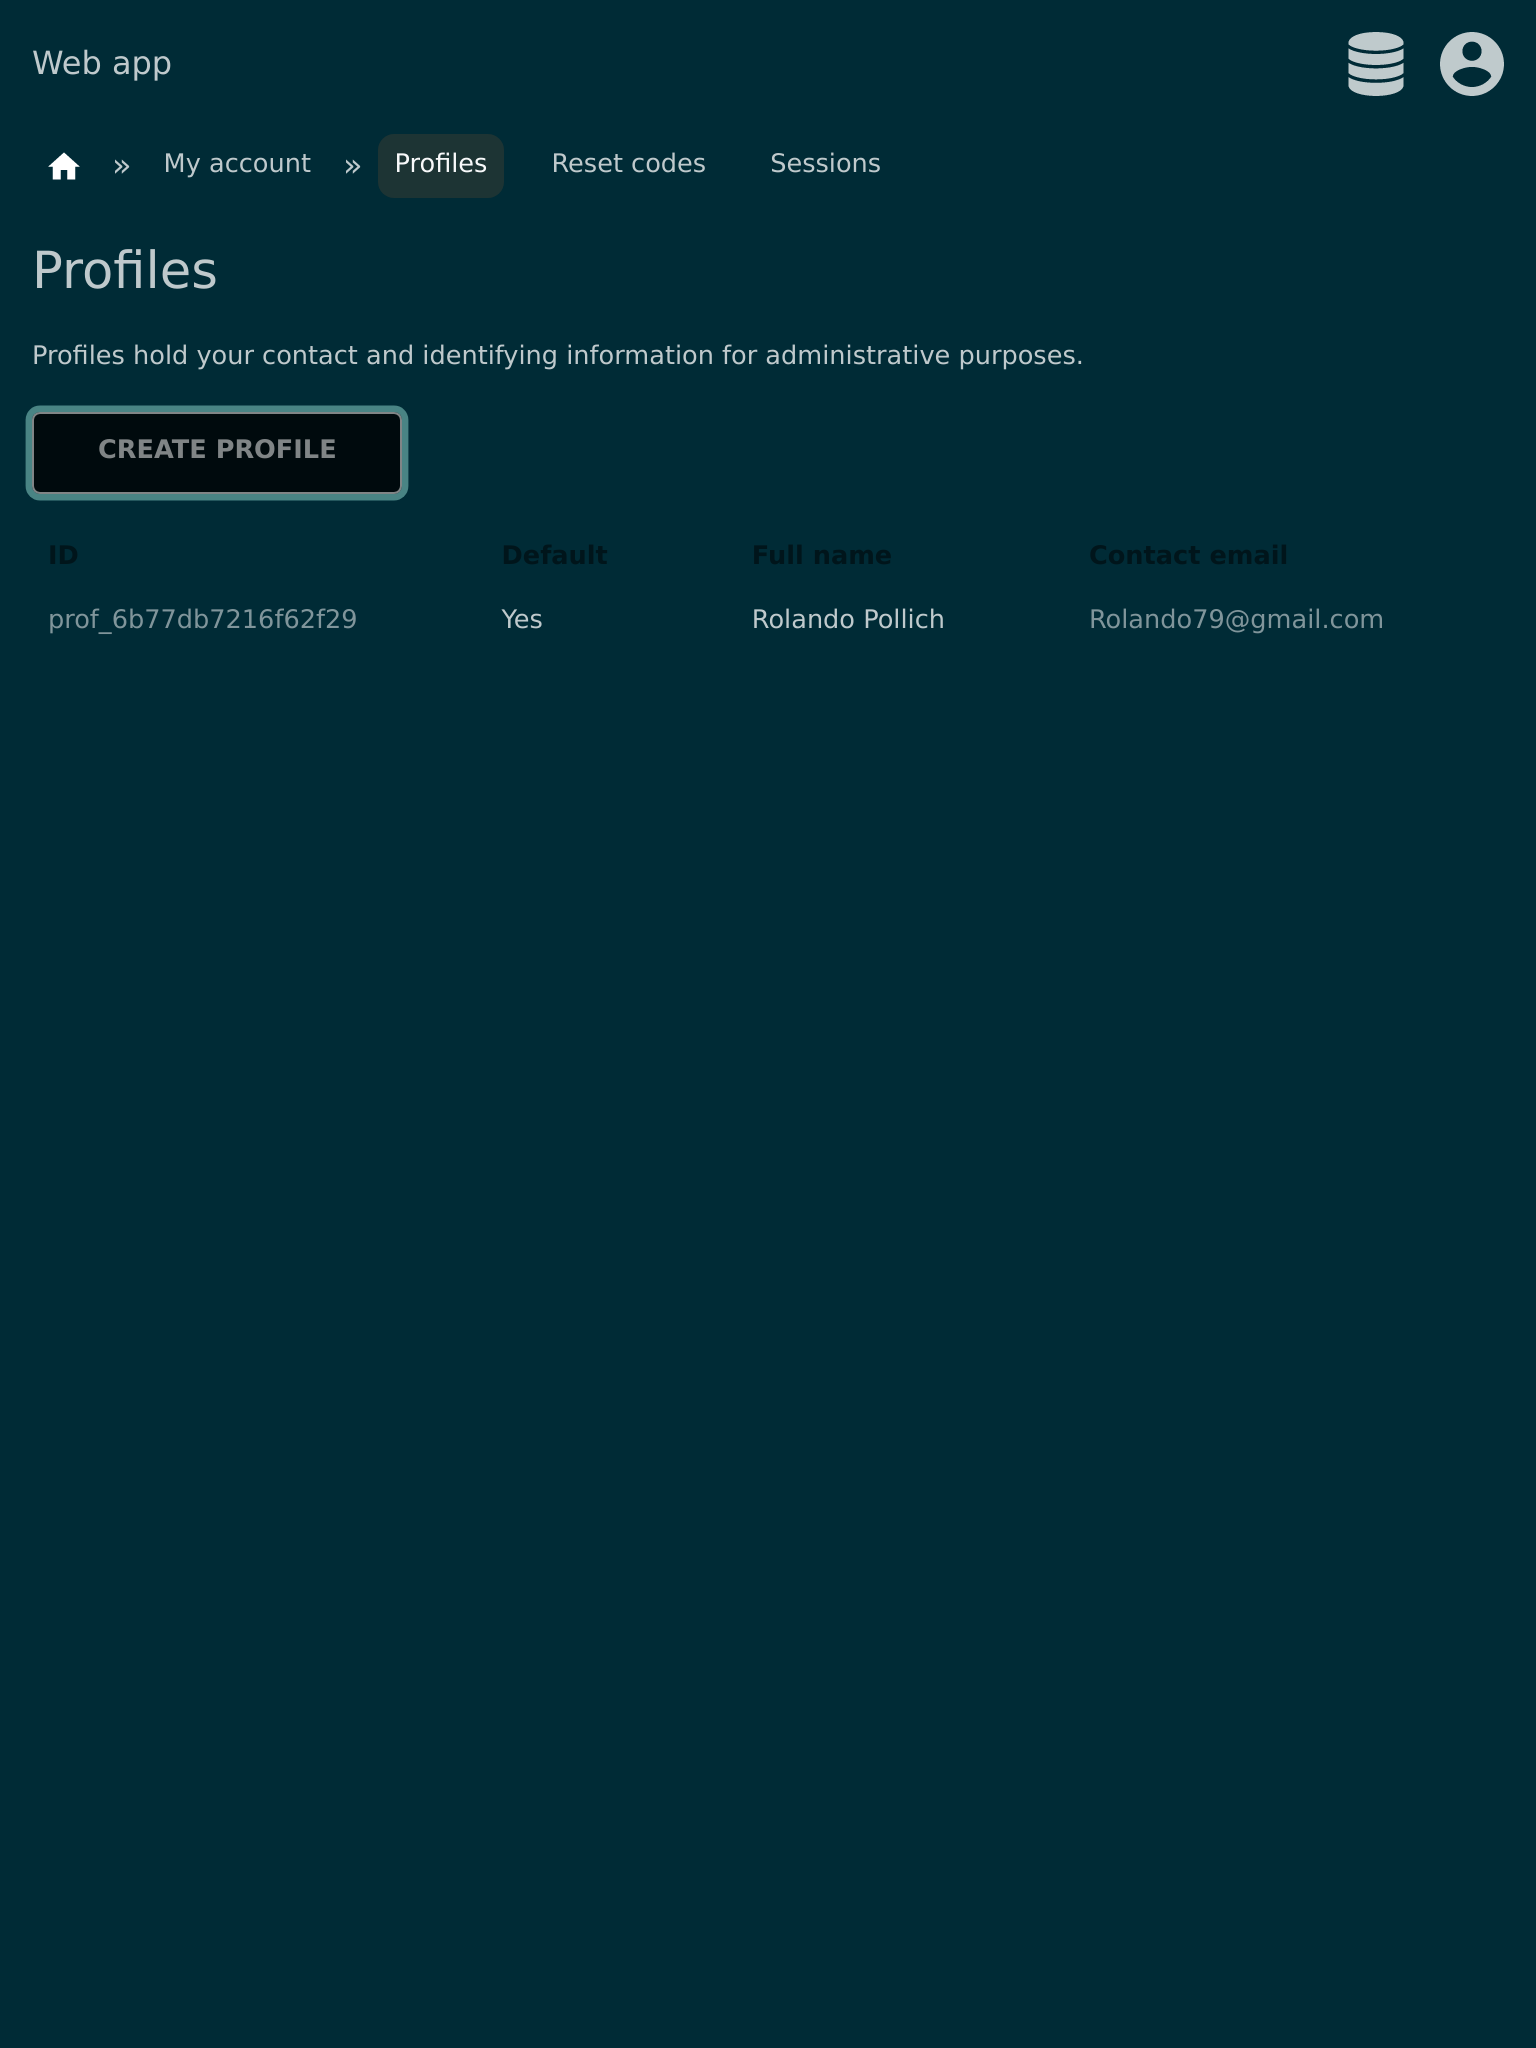 Web app
» My account » Profiles Reset codes Sessions
Profiles
Profiles hold your contact and identifying information for administrative purposes.
CREATE PROFILE
ID Default Full name Contact email
prof_6b77db7216f62f29 Yes Rolando Pollich Rolando79@gmail.com